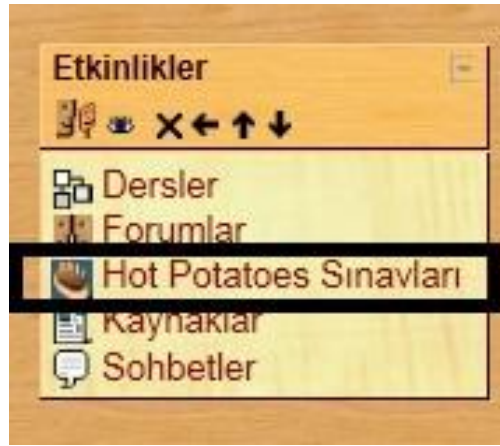 Etkinlikler
Dersler
Forumlar
Hot Potatoes Sınavları
Kaynaklar
Sohbetler